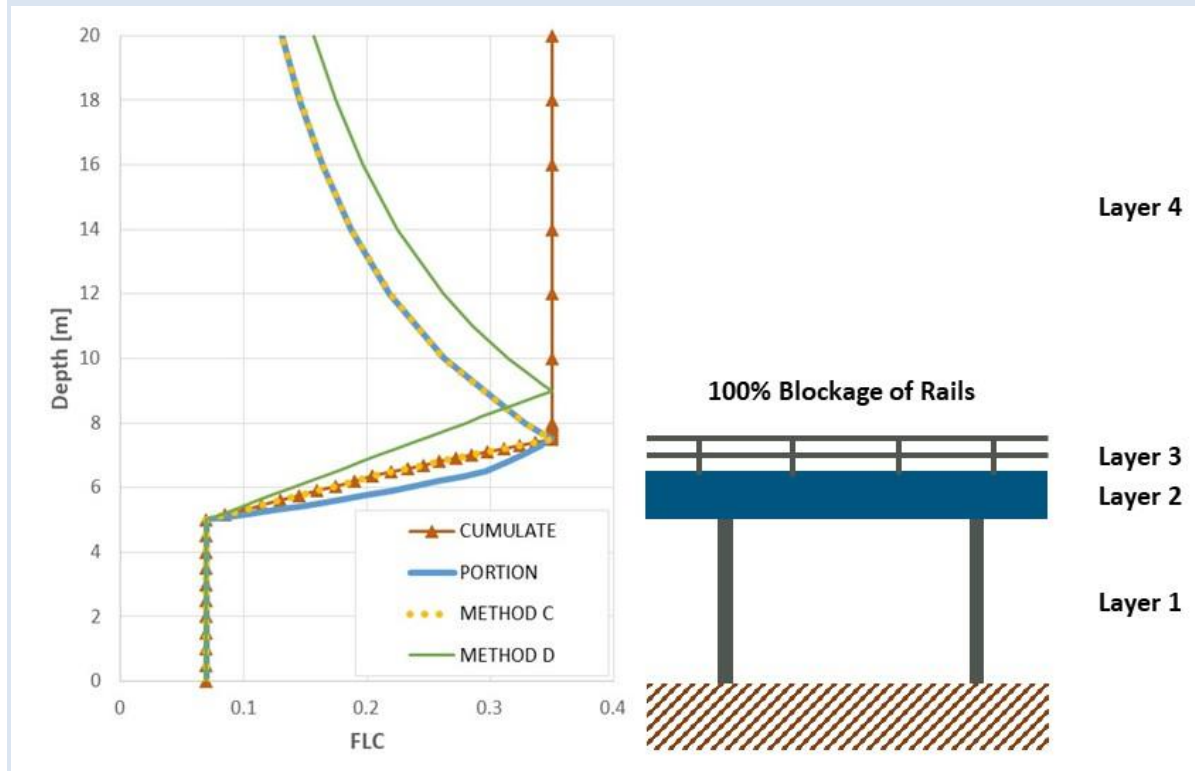 20
18
16
14
12
10
8
6
4
2
0
Depth [m]
0
0.1
0.2
0.3
0.4
FLC
CUMULATE
PORTION
METHOD C
METHOD D
Layer 4
100% Blockage of Rails
Layer 3
Layer 2
Layer 1